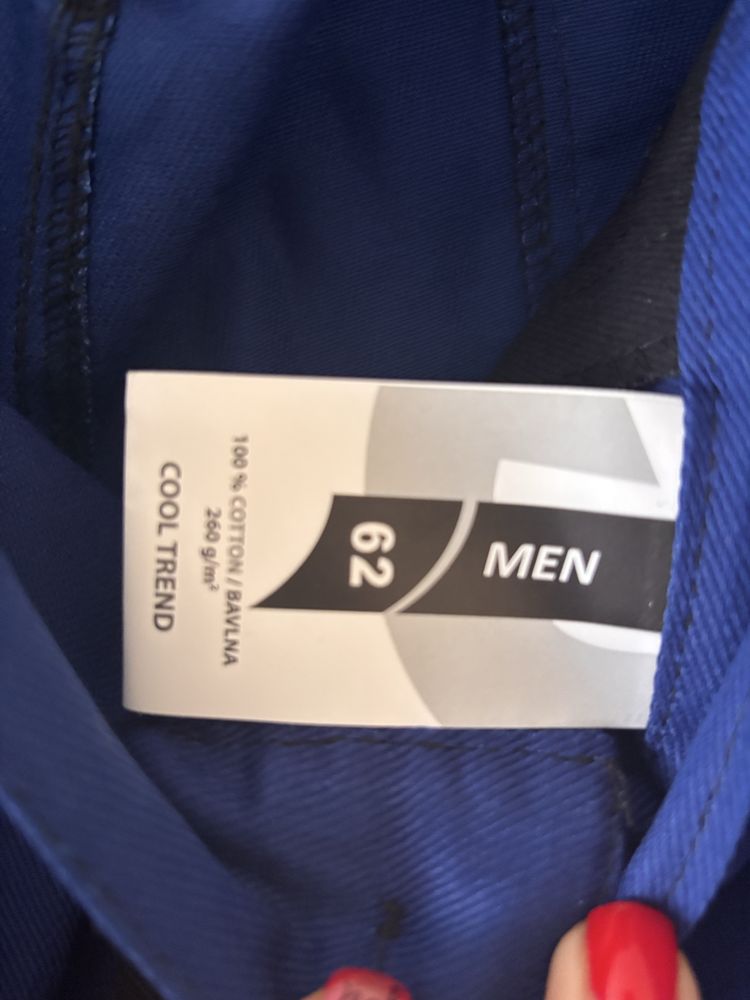 MEN
62
100 % COTTON / BAVLNA
260 g/m²
COOL TREND